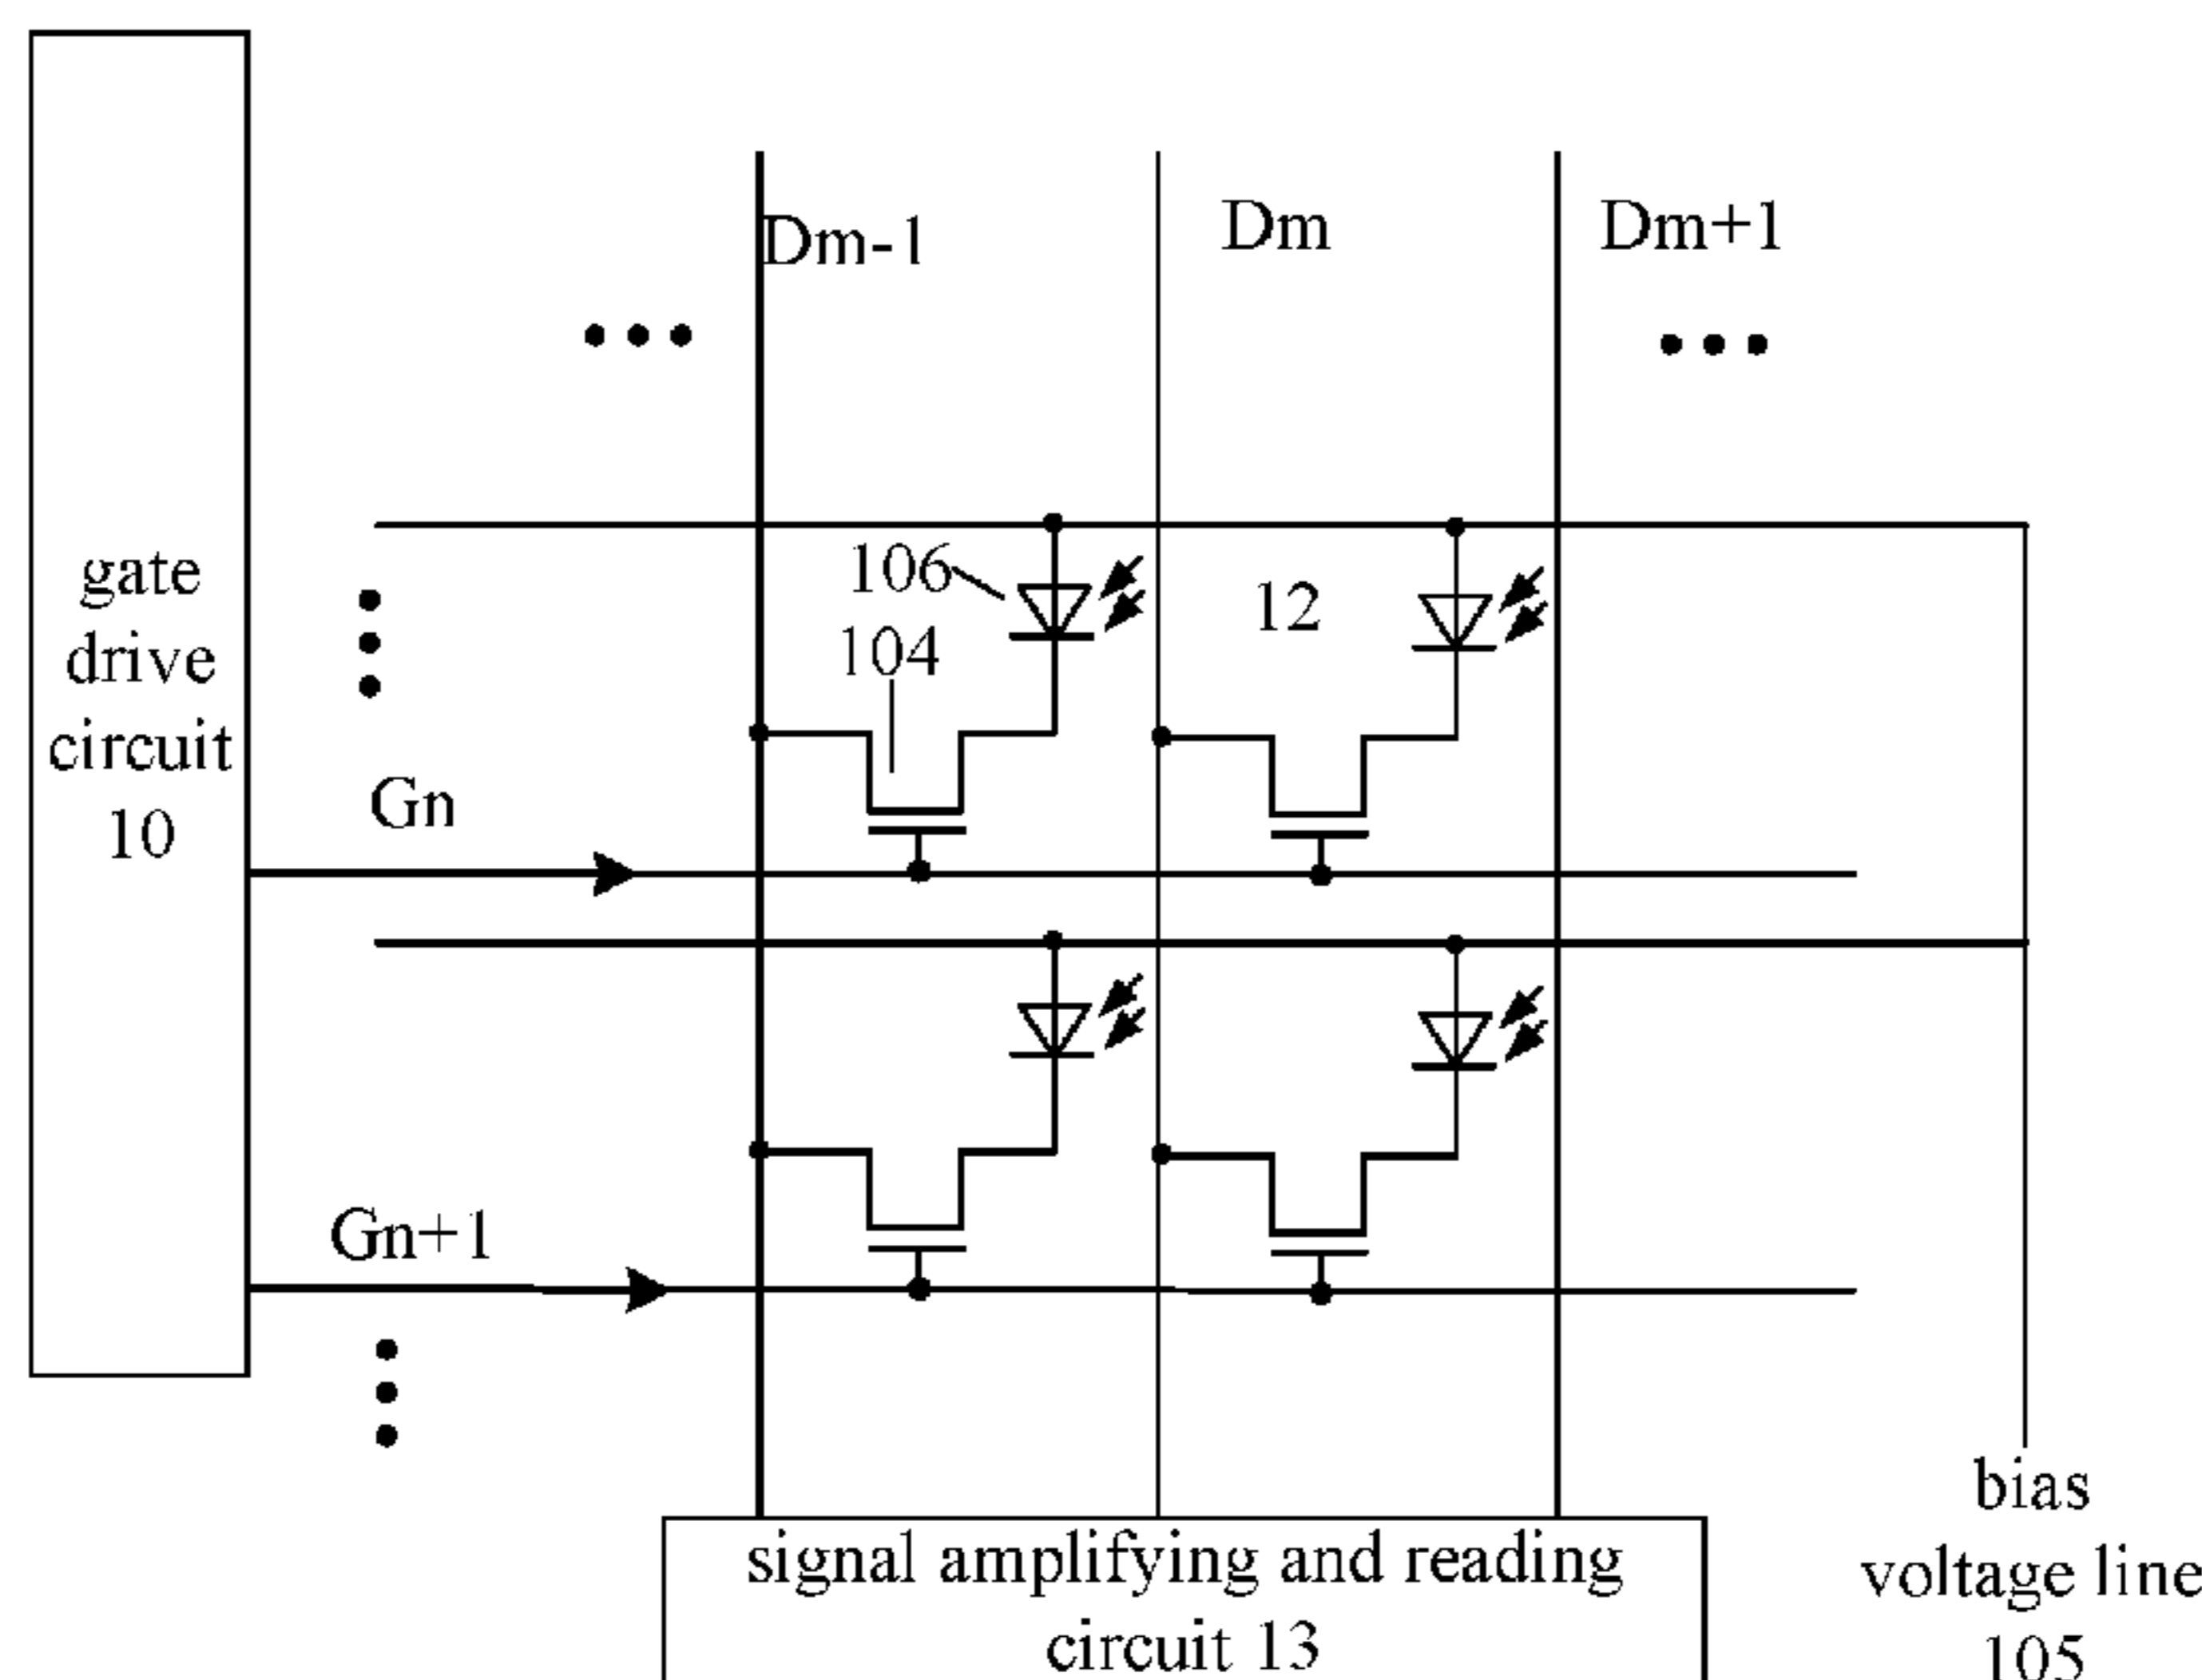 Dm-1
Dm
Dm+1
gate
drive
circuit
10
106
104
12
Gn
Gn+1
signal amplifying and reading
circuit 13
bias
voltage line
105